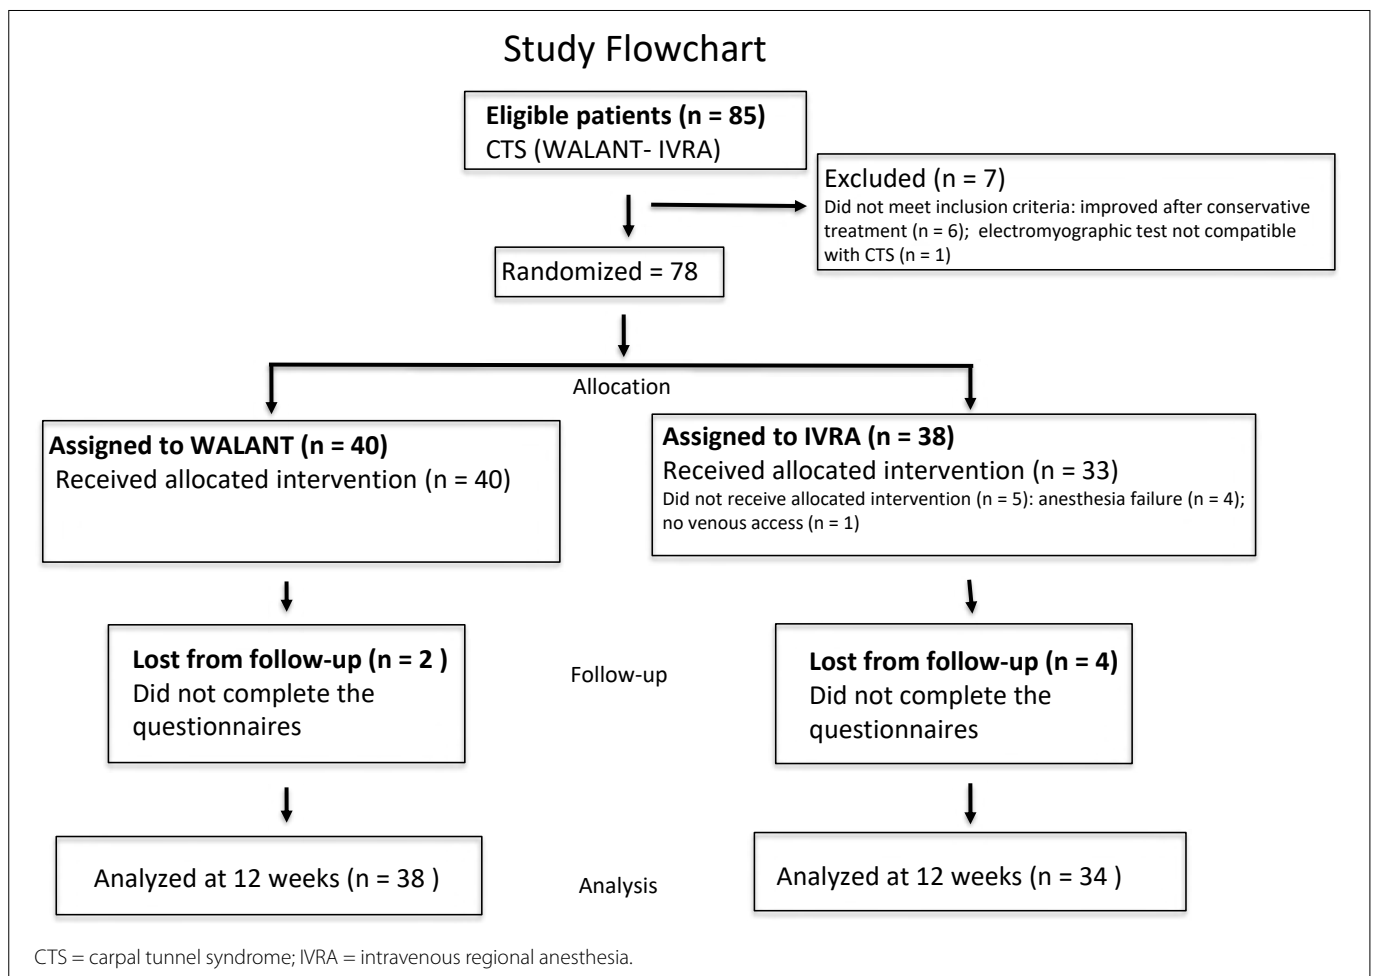 Study Flowchart
Eligible patients (n = 85)
CTS (WALANT- IVRA)
Excluded (n = 7)
Did not meet inclusion criteria: improved after conservative
treatment (n = 6);  electromyographic test not compatible
with CTS (n = 1)
Randomized = 78
Allocation
Assigned to WALANT (n = 40)
Received allocated intervention (n = 40)
Assigned to IVRA (n = 38)
Received allocated intervention (n = 33)
Did not receive allocated intervention (n = 5): anesthesia failure (n = 4);
no venous access (n = 1)
Lost from follow-up (n = 2 )
Did not complete the
questionnaires
Follow-up
Lost from follow-up (n = 4)
Did not complete the
questionnaires
Analyzed at 12 weeks (n = 38 )
Analysis
Analyzed at 12 weeks (n = 34 )
CTS = carpal tunnel syndrome; IVRA = intravenous regional anesthesia.